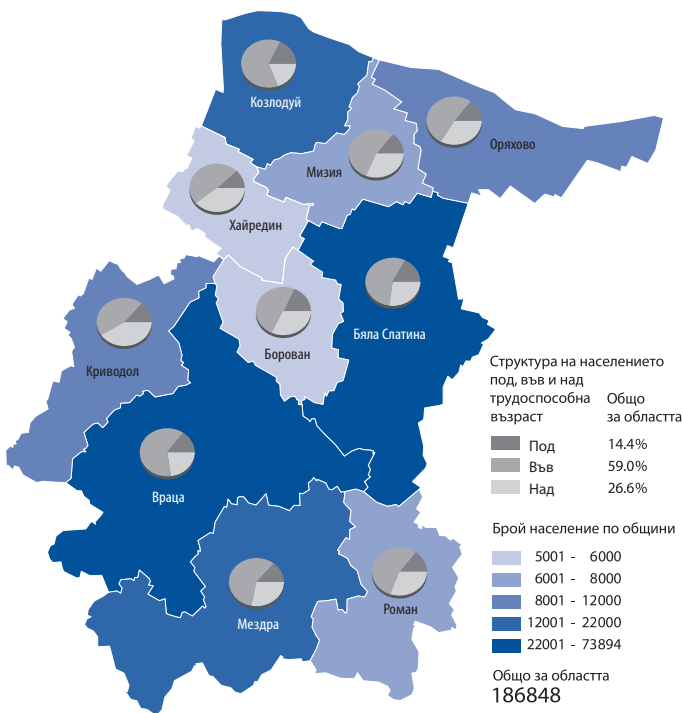 Козлодуй
Оряхово
Мизия
Хайредин
Бяла Слатина
Борован
Криводол
Враца
Роман
Мездра
Структура на населението
под, във и над
трудоспособна
възраст
Общо
за областта
Под 14.4%
Във 59.0%
Над 26.6%
Брой население по общини
5001 - 6000
6001 - 8000
8001 - 12000
12001 - 22000
22001 - 73894
Общо за областта
186848